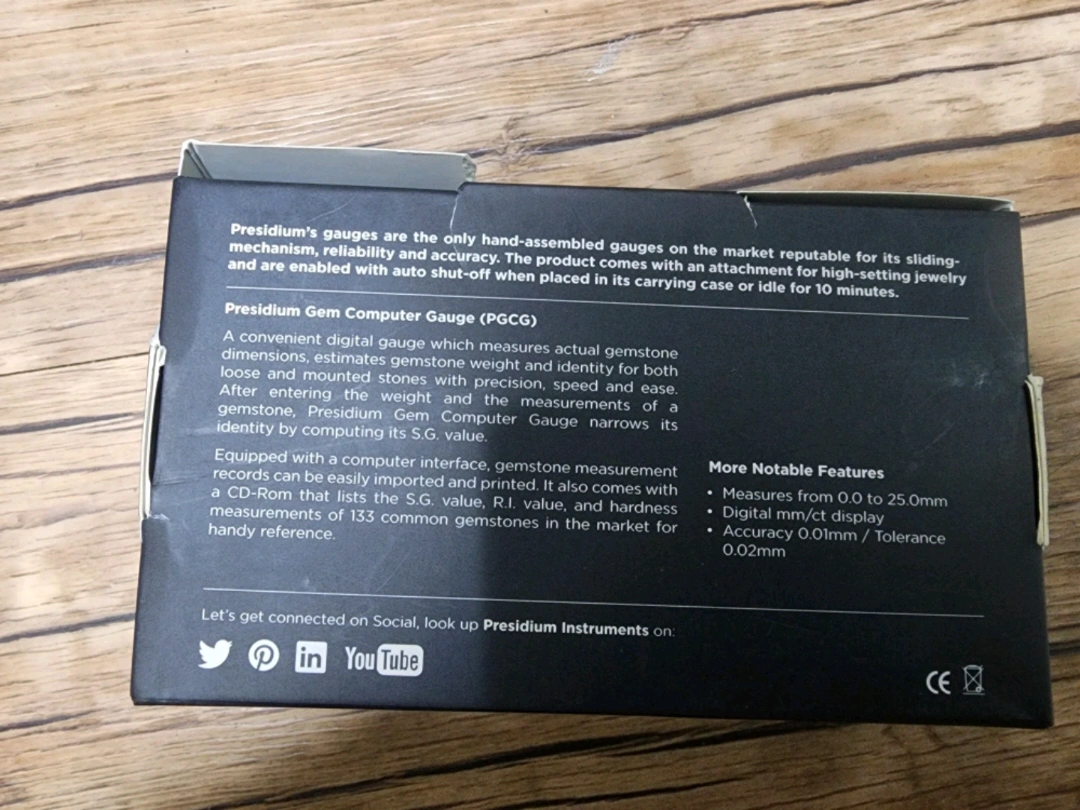 Presidium's gauges are the only hand-assembled gauges on the market reputable for its sliding-
mechanism, reliability and accuracy. The product comes with an attachment for high-setting jewelry
and are enabled with auto shut-off when placed in its carrying case or idle for 10 minutes.
Presidium Gem Computer Gauge (PGCG)
A convenient digital gauge which measures actual gemstone
dimensions, estimates gemstone weight and identity for both
loose and mounted stones with precision, speed and ease.
After entering the weight and the measurements of a
gemstone, Presidium Gem Computer Gauge narrows its
identity by computing its S.G. value.
Equipped with a computer interface, gemstone measurement
records can be easily imported and printed. It also comes with
a CD-Rom that lists the S.G. value, R.I. value, and hardness
measurements of 133 common gemstones in the market for
handy reference.
More Notable Features
• Measures from 0.0 to 25.0mm
• Digital mm/ct display
• Accuracy 0.01mm / Tolerance
0.02mm
Let's get connected on Social, look up Presidium Instruments on:
in YouTube
CE